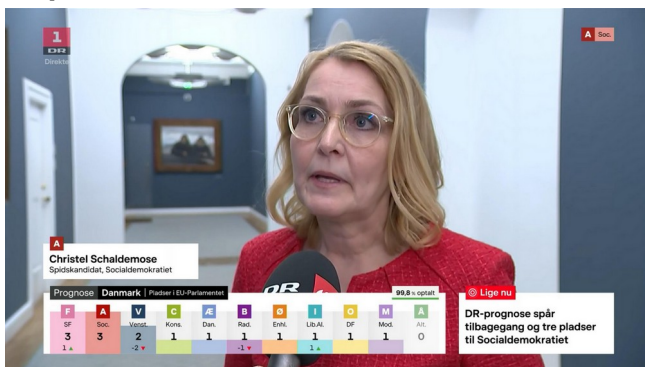 1
DR
Direkte
A Soc.
A
Christel Schaldemose
Spidskandidat, Socialdemokratiet
Prognose Danmark Pladser i EU-Parlamentet
99,8% optalt
F A V C Æ B Ø I O M Å
SF Soc. Venst. Kons. Dan. Rad. Enhl. Lib.Al. DF Mod. Alt.
3 3 2 1 1 1 1 1 1 1 0
1 ▲ -2 ▼ -1 ▼ 1 ▲
DR
Lige nu
DR-prognose spår
tilbagegang og tre pladser
til Socialdemokratiet